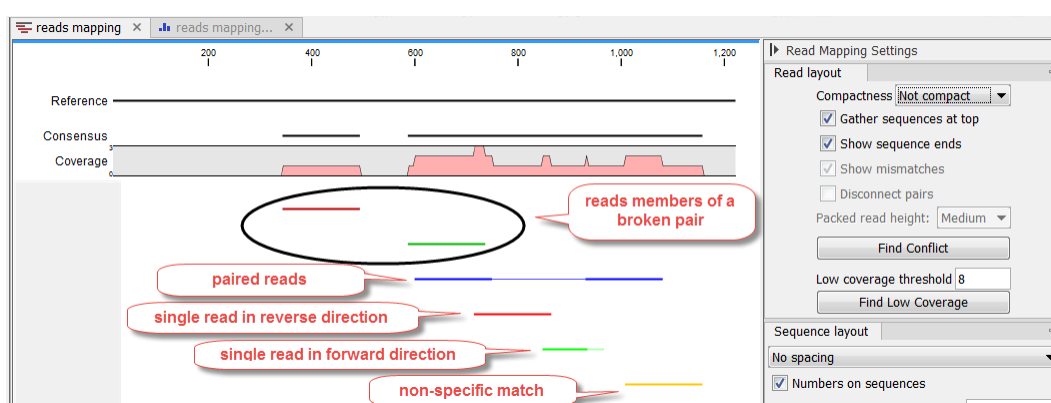 reads mapping
reads mapping...
Read Mapping Settings
200 400 600 800 1,000 1,200
Read layout
Compactness Not compact
Reference
Gather sequences at top
Consensus
Show sequence ends
3
Coverage
0
Show mismatches
Disconnect pairs
reads members of a
broken pair
Packed read height: Medium
Find Conflict
paired reads
Low coverage threshold 8
Find Low Coverage
single read in reverse direction
Sequence layout
single read in forward direction
No spacing
non-specific match
Numbers on sequences